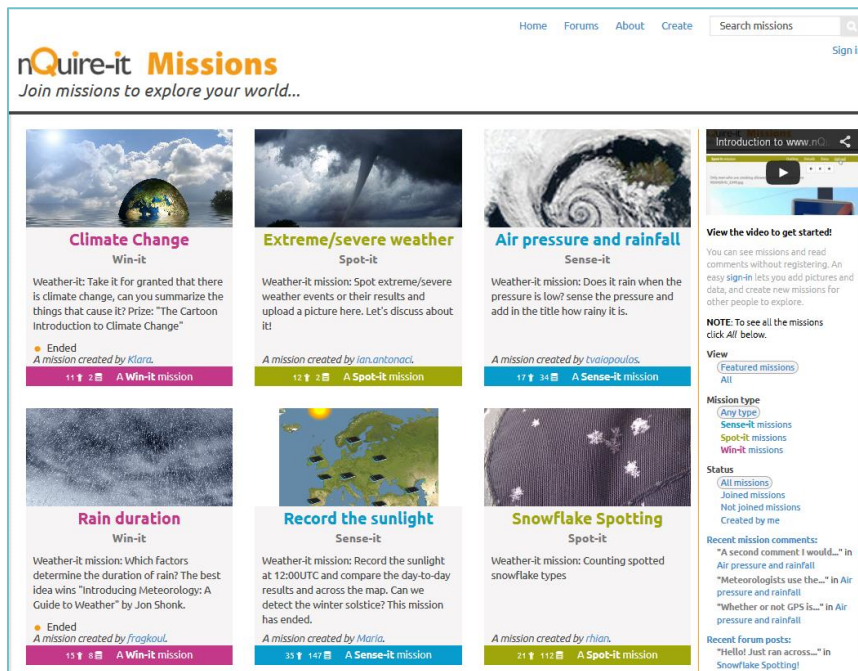 Home Forums About Create Search missions
nQuire-it Missions
Join missions to explore your world...
Climate Change
Win-it
Weather-it: Take it for granted that there
is climate change, can you summarize the
things that cause it? Prize: "The Cartoon
Introduction to Climate Change"
Ended
A mission created by Klara.
11 2 A Win-it mission
Extreme/severe weather
Spot-it
Weather-it mission: Spot extreme/severe
weather events or their results and
upload a picture here. Let's discuss about
it!
A mission created by ian.antonaci.
12 2 A Spot-it mission
Air pressure and rainfall
Sense-it
Weather-it mission: Does it rain when the
pressure is low? sense the pressure and
add in the title how rainy it is.
A mission created by tvaiopoulos.
17 34 A Sense-it mission
Rain duration
Win-it
Weather-it mission: Which factors
determine the duration of rain? The best
idea wins "Introducing Meteorology: A
Guide to Weather" by Jon Shonk.
Ended
A mission created by fragkoul.
15 8 A Win-it mission
Record the sunlight
Sense-it
Weather-it mission: Record the sunlight
at 12:00UTC and compare the day-to-day
results and across the map. Can we
detect the winter solstice? This mission
has ended.
A mission created by Maria.
35 147 A Sense-it mission
Snowflake Spotting
Spot-it
Weather-it mission: Counting spotted
snowflake types
A mission created by rhian.
21 112 A Spot-it mission
Sign i
Introduction to www.nQ
View the video to get started!
You can see missions and read
comments without registering. An
easy sign-in lets you add pictures and
data, and create new missions for
other people to explore.
NOTE: To see all the missions
click All below.
View
Featured missions
All
Mission type
Any type
Sense-it missions
Spot-it missions
Win-it missions
Status
All missions
Joined missions
Not joined missions
Created by me
Recent mission comments:
"A second comment I would..." in
Air pressure and rainfall
"Meteorologists use the..." in Air
pressure and rainfall
"Whether or not GPS is..." in Air
pressure and rainfall
Recent forum posts:
"Hello! Just ran across..." in
Snowflake Spotting!